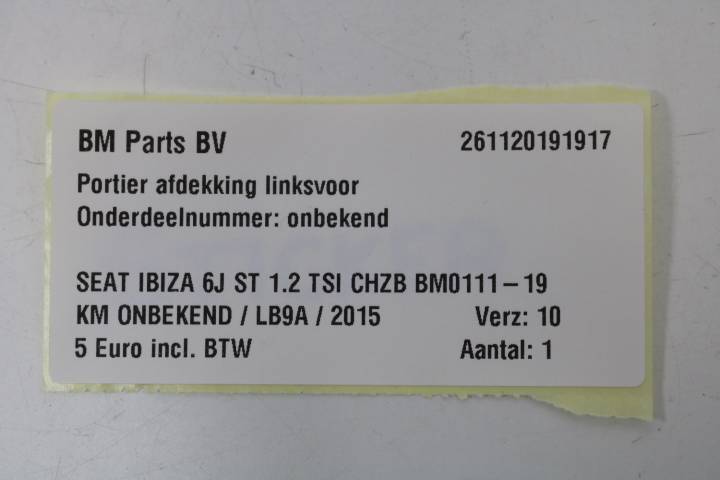 BM Parts BV 261120191917
Portier afdekking linksvoor
Onderdeelnummer: onbekend
SEAT IBIZA 6J ST 1.2 TSI CHZB BM0111-19
KM ONBEKEND / LB9A / 2015 Verz: 10
5 Euro incl. BTW Aantal: 1